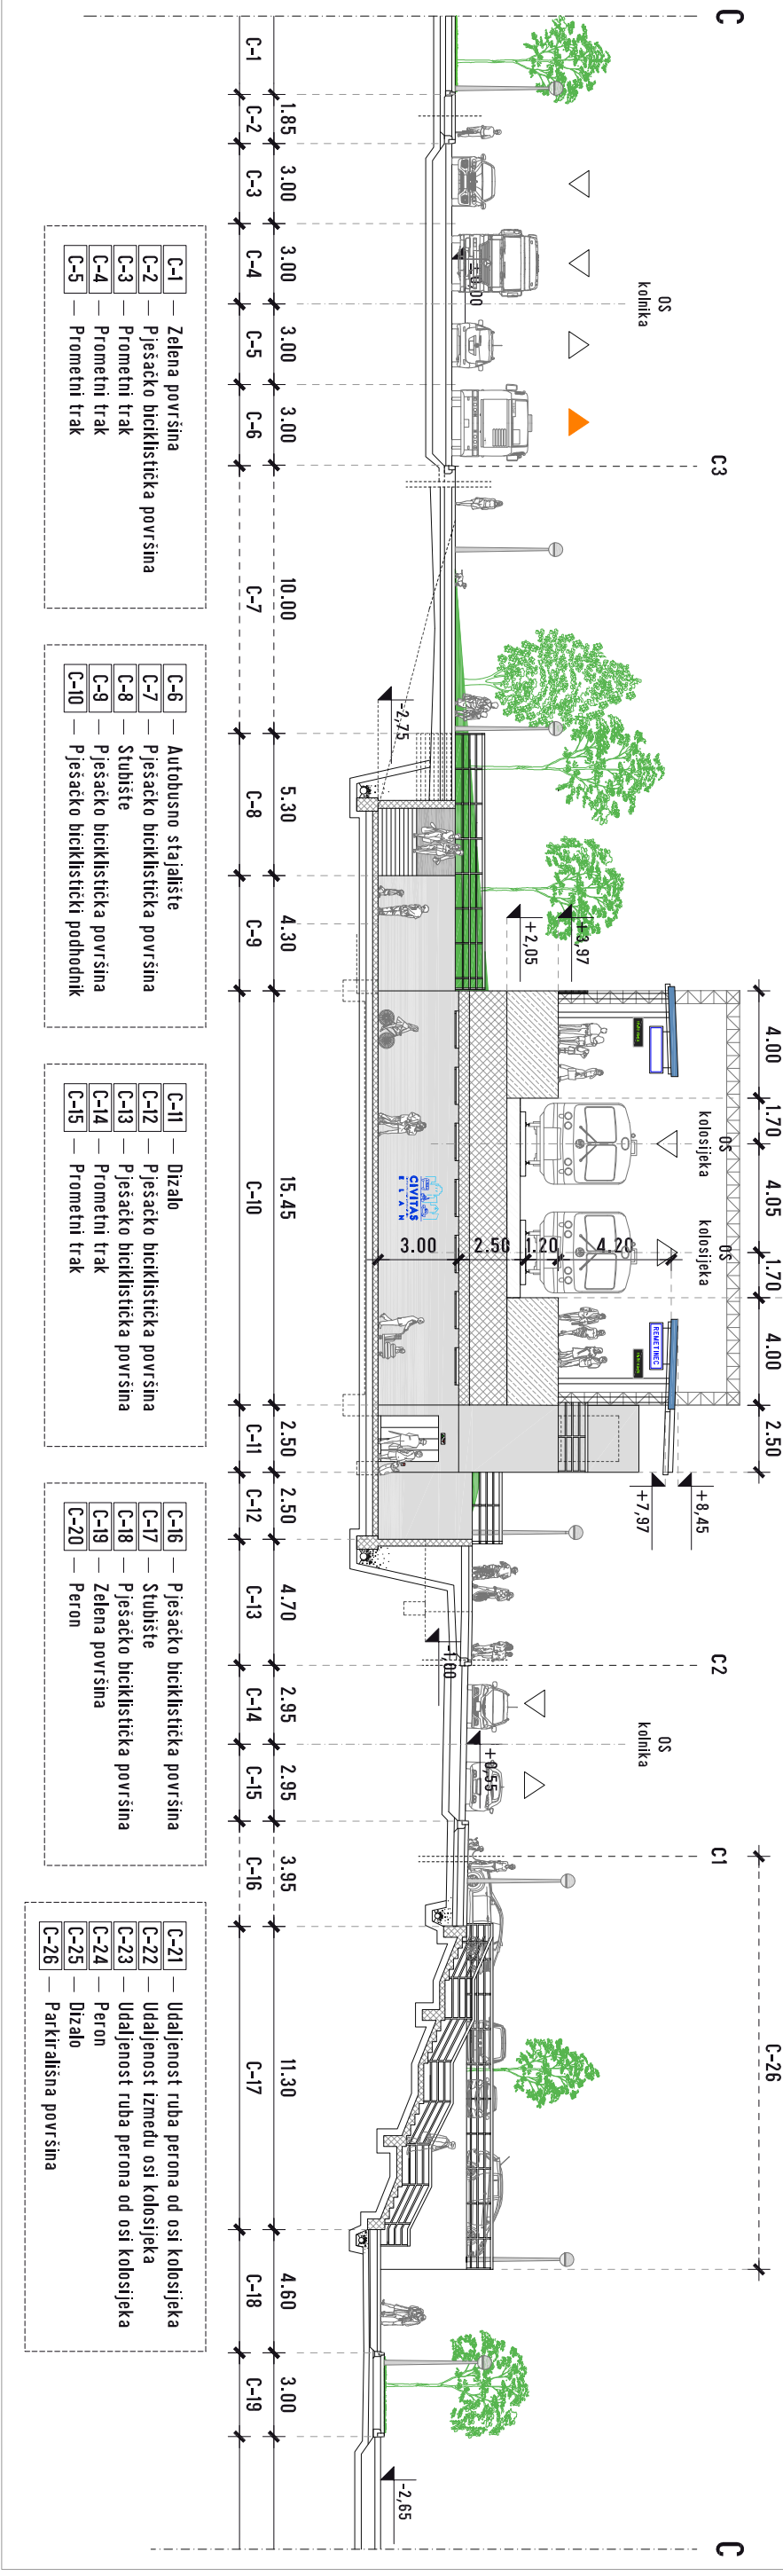 C
C
C3
C2
C1
C-26
OS
kolnika
OS
kolosijeka
OS
kolosijeka
OS
kolnika
4.00
1.70
4.05
1.70
4.00
2.50
+8,45
+7,97
+3,97
+2,05
±0,00
-2,75
-1,00
+0,55
-2,65
REMETINEC
CIVITAS
ELAN
3.00
2.50
1.20
4.20
1.85
3.00
3.00
3.00
3.00
10.00
5.30
4.30
15.45
2.50
2.50
4.70
2.95
2.95
3.95
11.30
4.60
3.00
C-1
C-2
C-3
C-4
C-5
C-6
C-7
C-8
C-9
C-10
C-11
C-12
C-13
C-14
C-15
C-16
C-17
C-18
C-19
C-1 — Zelena površina
C-2 — Pješačko biciklistička površina
C-3 — Prometni trak
C-4 — Prometni trak
C-5 — Prometni trak
C-6 — Autobusno stajalište
C-7 — Pješačko biciklistička površina
C-8 — Stubište
C-9 — Pješačko biciklistička površina
C-10 — Pješačko biciklistički podhodnik
C-11 — Dizalo
C-12 — Pješačko biciklistička površina
C-13 — Pješačko biciklistička površina
C-14 — Prometni trak
C-15 — Prometni trak
C-16 — Pješačko biciklistička površina
C-17 — Stubište
C-18 — Pješačko biciklistička površina
C-19 — Zelena površina
C-20 — Peron
C-21 — Udaljenost ruba perona od osi kolosijeka
C-22 — Udaljenost između osi kolosijeka
C-23 — Udaljenost ruba perona od osi kolosijeka
C-24 — Peron
C-25 — Dizalo
C-26 — Parkirališna površina